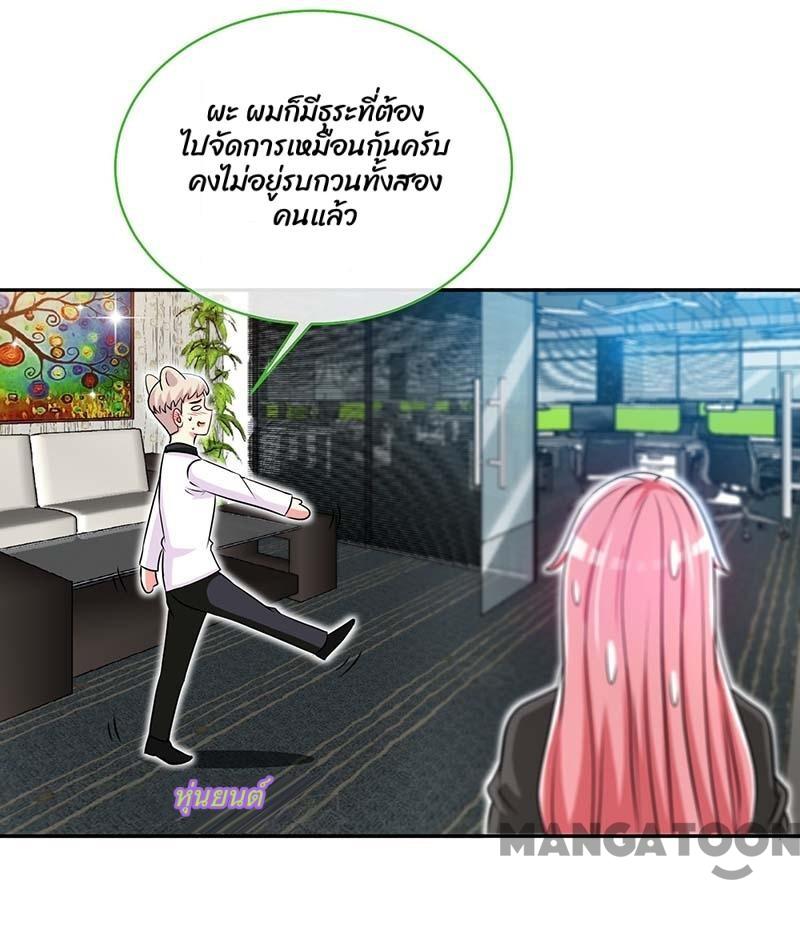 ผะ ผมก็มีธุระที่ต้อง
ไปจัดการเหมือนกันครับ
คงไม่อยู่รบกวนทั้งสอง
คนแล้ว
หุ่นยนต์
MANGATOON